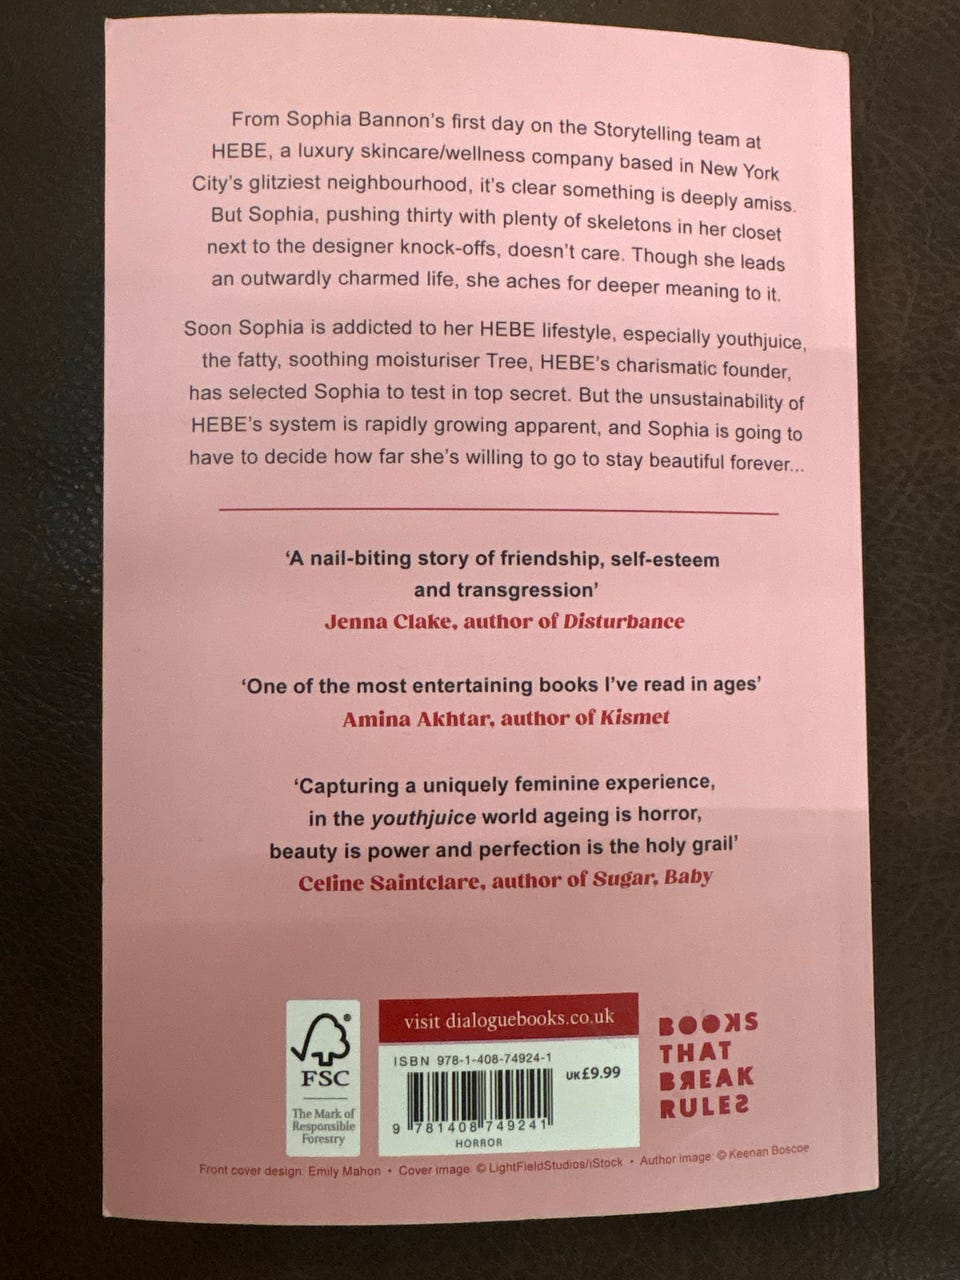 From Sophia Bannon's first day on the Storytelling team at
HEBE, a luxury skincare/wellness company based in New York
City's glitziest neighbourhood, it's clear something is deeply amiss.
But Sophia, pushing thirty with plenty of skeletons in her closet
next to the designer knock-offs, doesn't care. Though she leads
an outwardly charmed life, she aches for deeper meaning to it.
Soon Sophia is addicted to her HEBE lifestyle, especially youthjuice,
the fatty, soothing moisturiser Tree, HEBE's charismatic founder,
has selected Sophia to test in top secret. But the unsustainability of
HEBE's system is rapidly growing apparent, and Sophia is going to
have to decide how far she's willing to go to stay beautiful forever...
'A nail-biting story of friendship, self-esteem
and transgression'
Jenna Clake, author of Disturbance
'One of the most entertaining books I've read in ages'
Amina Akhtar, author of Kismet
'Capturing a uniquely feminine experience,
in the youthjuice world ageing is horror,
beauty is power and perfection is the holy grail'
Celine Saintclare, author of Sugar, Baby
®
FSC
The Mark of
Responsible
Forestry
visit dialoguebooks.co.uk
ISBN 978-1-408-74924-1
UK£9.99
9 781408 749241
HORROR
BOOKS
THAT
BREAK
RULES
Front cover design: Emily Mahon • Cover image: © LightFieldStudios/iStock • Author image: © Keenan Boscoe